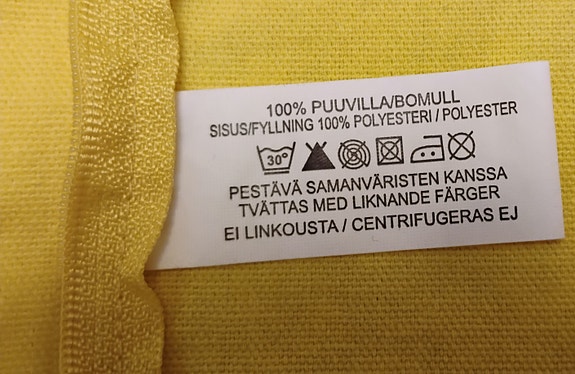 100% PUUVILLA/BOMULL
SISUS/FYLLNING 100% POLYESTERI / POLYESTER
30°
PESTÄVÄ SAMANVÄRISTEN KANSSA
TVÄTTAS MED LIKNANDE FÄRGER
EI LINKOUSTA / CENTRIFUGERAS EJ